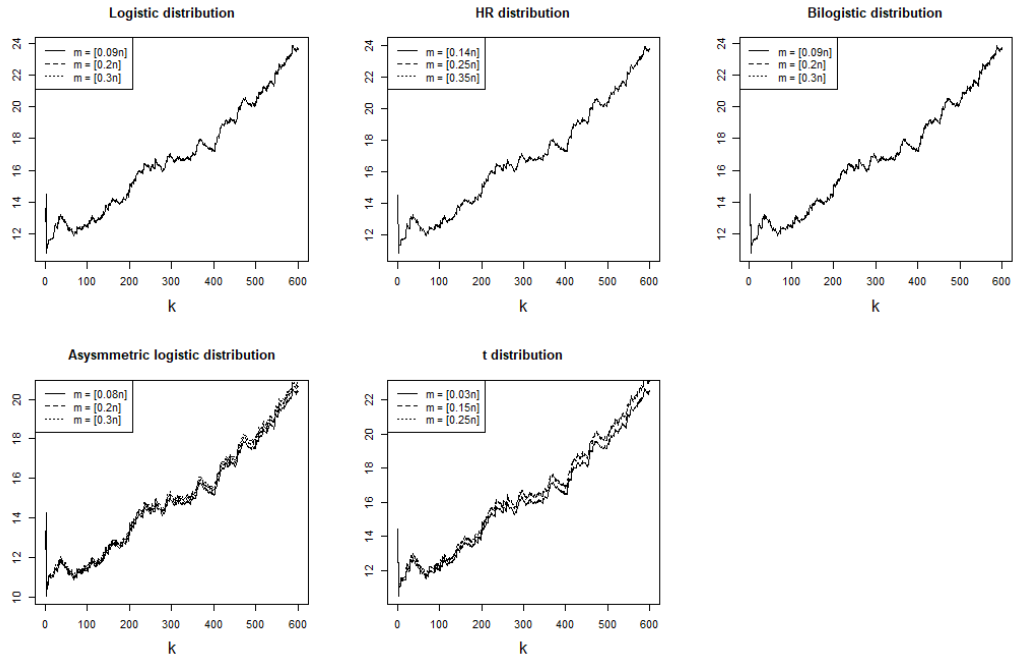 Logistic distribution
m = [0.09n]
m = [0.2n]
m = [0.3n]
24
22
20
18
16
14
12
0 100 200 300 400 500 600
k
HR distribution
m = [0.14n]
m = [0.25n]
m = [0.35n]
24
22
20
18
16
14
12
0 100 200 300 400 500 600
k
Bilogistic distribution
m = [0.09n]
m = [0.2n]
m = [0.3n]
24
22
20
18
16
14
12
0 100 200 300 400 500 600
k
Asysmmetric logistic distribution
m = [0.08n]
m = [0.2n]
m = [0.3n]
20
18
16
14
12
10
0 100 200 300 400 500 600
k
t distribution
m = [0.03n]
m = [0.15n]
m = [0.25n]
22
20
18
16
14
12
0 100 200 300 400 500 600
k